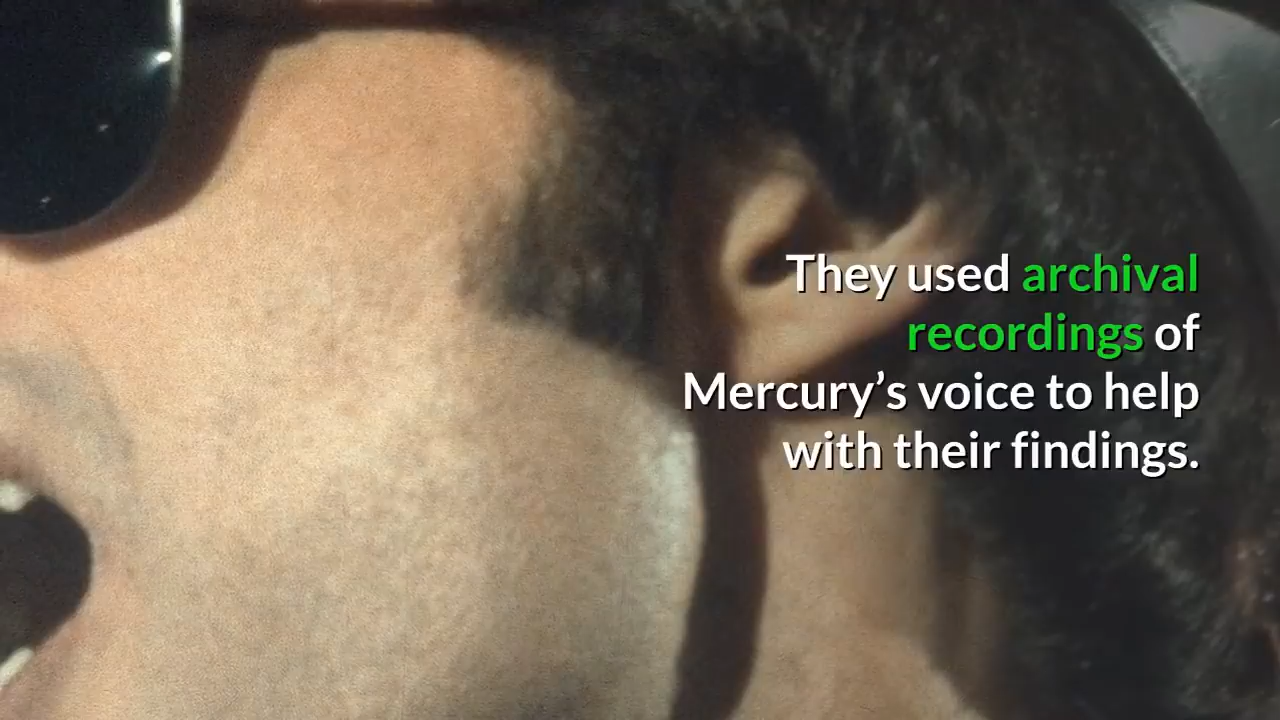 They used archival
recordings of
Mercury’s voice to help
with their findings.